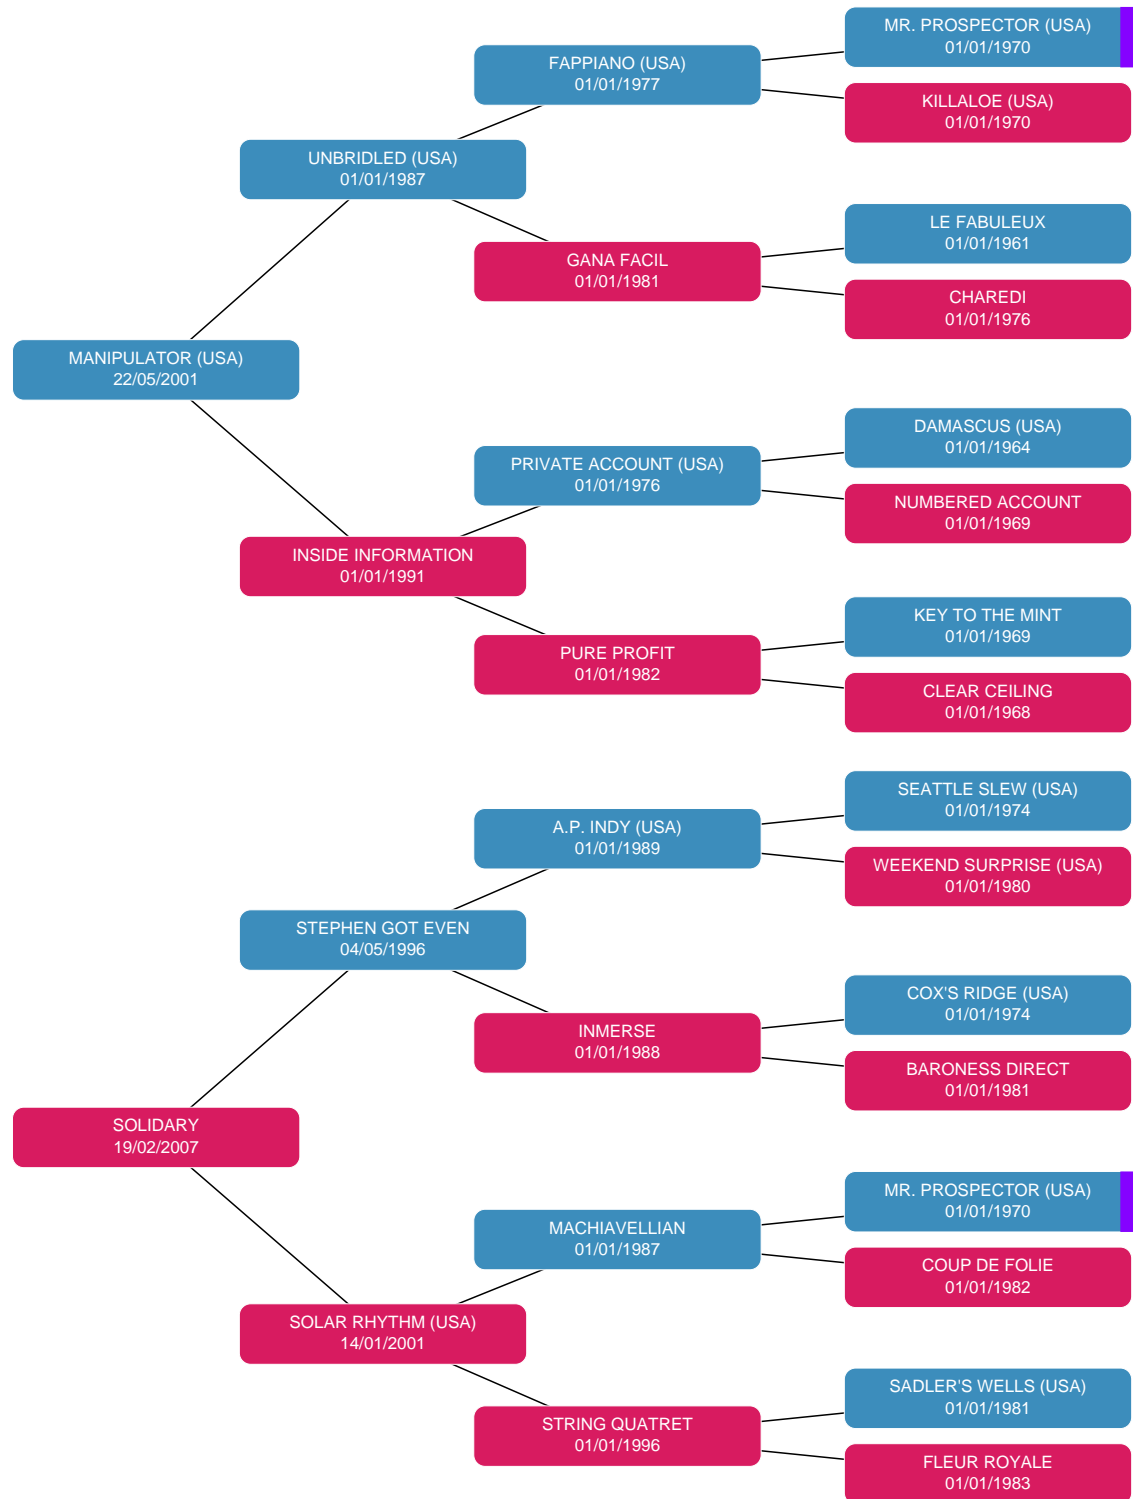 MR. PROSPECTOR (USA)
01/01/1970
FAPPIANO (USA)
01/01/1977
KILLALOE (USA)
01/01/1970
UNBRIDLED (USA)
01/01/1987
LE FABULEUX
01/01/1961
GANA FACIL
01/01/1981
CHAREDI
01/01/1976
MANIPULATOR (USA)
22/05/2001
DAMASCUS (USA)
01/01/1964
PRIVATE ACCOUNT (USA)
01/01/1976
NUMBERED ACCOUNT
01/01/1969
INSIDE INFORMATION
01/01/1991
KEY TO THE MINT
01/01/1969
PURE PROFIT
01/01/1982
CLEAR CEILING
01/01/1968
SEATTLE SLEW (USA)
01/01/1974
A.P. INDY (USA)
01/01/1989
WEEKEND SURPRISE (USA)
01/01/1980
STEPHEN GOT EVEN
04/05/1996
COX'S RIDGE (USA)
01/01/1974
INMERSE
01/01/1988
BARONESS DIRECT
01/01/1981
SOLIDARY
19/02/2007
MR. PROSPECTOR (USA)
01/01/1970
MACHIAVELLIAN
01/01/1987
COUP DE FOLIE
01/01/1982
SOLAR RHYTHM (USA)
14/01/2001
SADLER'S WELLS (USA)
01/01/1981
STRING QUATRET
01/01/1996
FLEUR ROYALE
01/01/1983